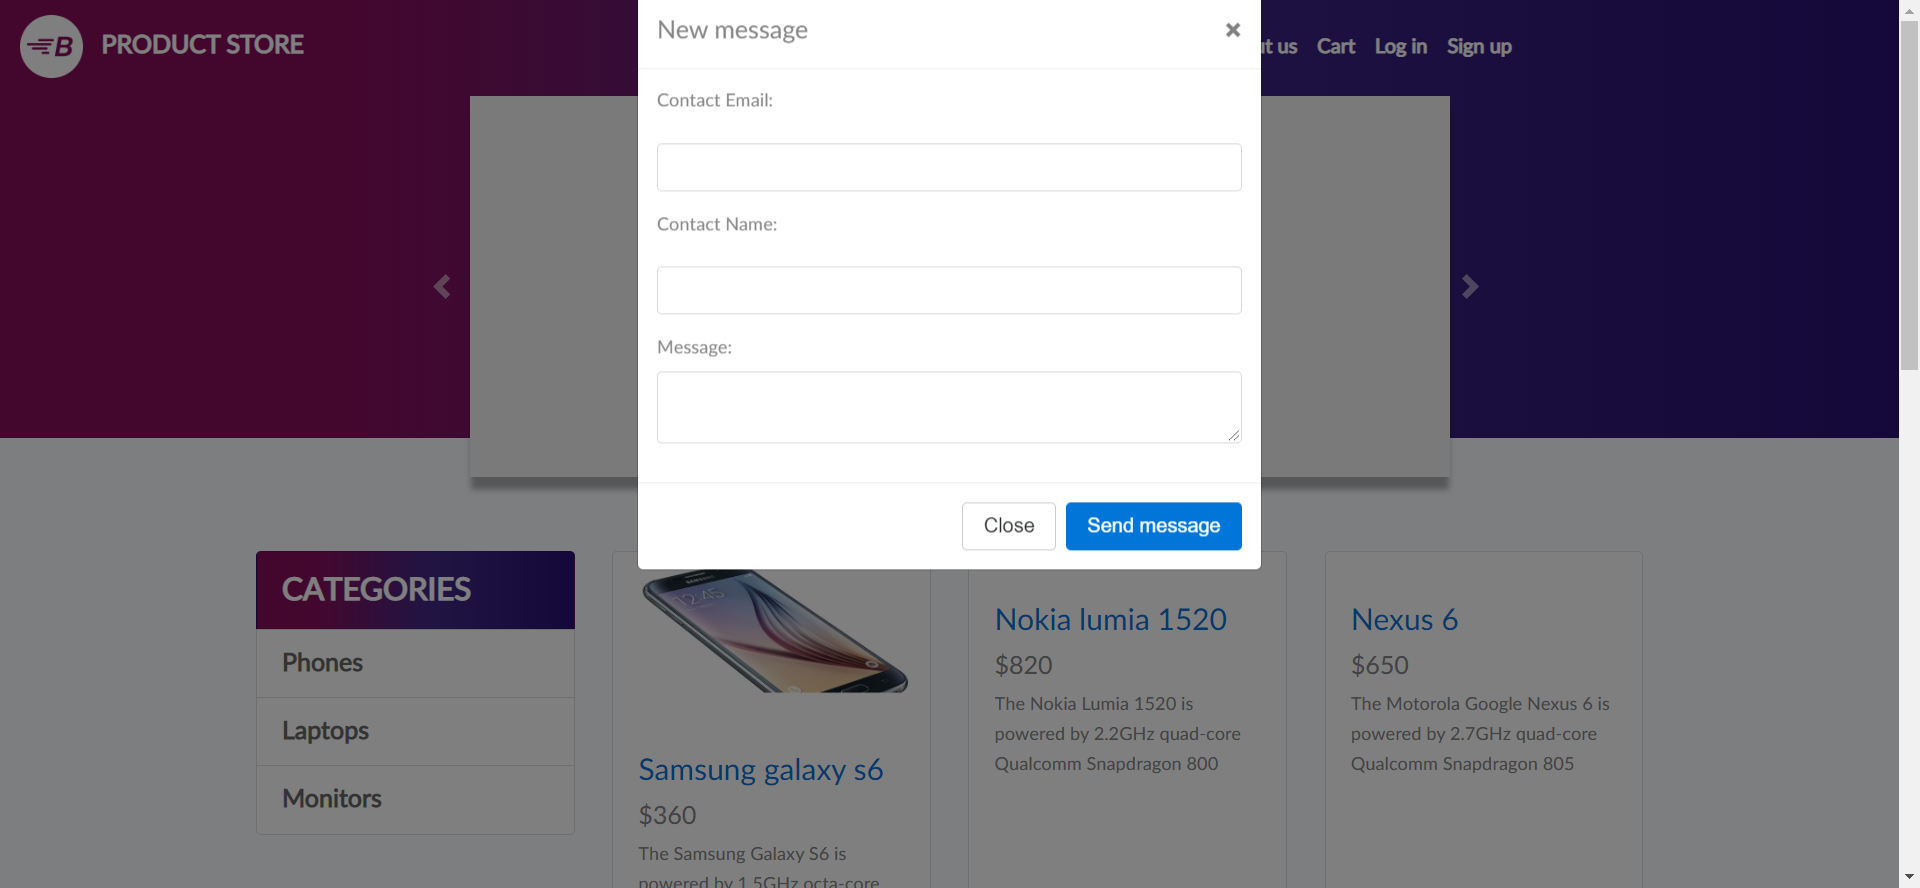 B PRODUCT STORE
New message ×
t us Cart Log in Sign up
Contact Email:
Contact Name:
Message:
Close Send message
CATEGORIES
Phones
Laptops
Monitors
12:45
SAMSUNG
Samsung galaxy s6
$360
The Samsung Galaxy S6 is
powered by 1.5GHz octa-core
Nokia lumia 1520
$820
The Nokia Lumia 1520 is
powered by 2.2GHz quad-core
Qualcomm Snapdragon 800
Nexus 6
$650
The Motorola Google Nexus 6 is
powered by 2.7GHz quad-core
Qualcomm Snapdragon 805